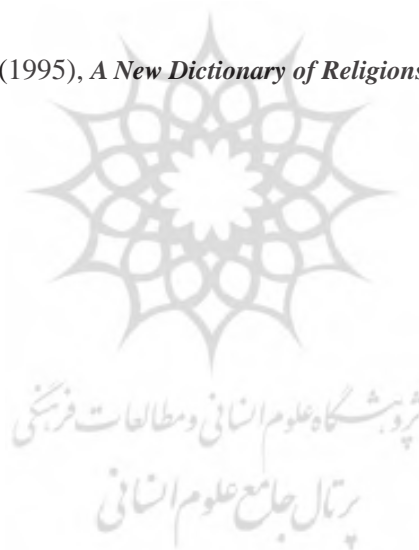 (1995), A New Dictionary of Religions
پژوهشگاه علوم انسانی و مطالعات فرهنگی
پرتال جامع علوم انسانی